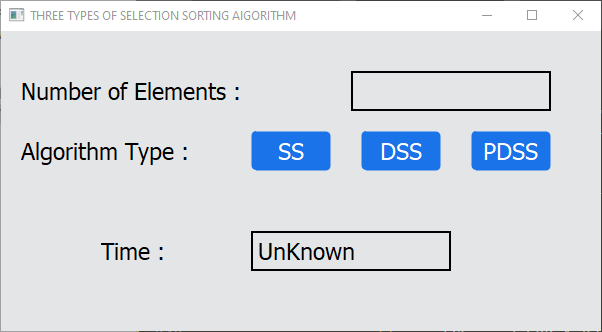 THREE TYPES OF SELECTION SORTING AlGORITHM
Number of Elements :
Algorithm Type : SS DSS PDSS
Time : UnKnown